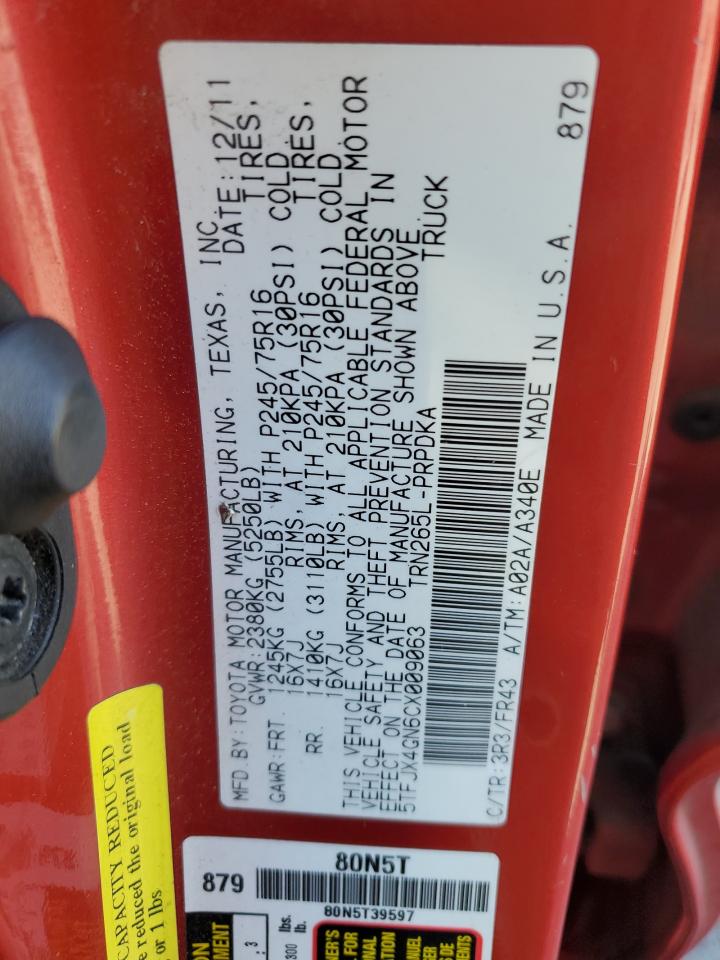 MFD.BY:TOYOTA MOTOR MANUFACTURING, TEXAS, INC
GVWR:2380KG (5250LB) DATE:12/11
GAWR:FRT. 1245KG (2755LB) WITH P245/75R16 TIRES,
16X7J RIMS, AT 210KPA (30PSI) COLD
RR. 1410KG (3110LB) WITH P245/75R16 TIRES,
16X7J RIMS, AT 210KPA (30PSI) COLD
THIS VEHICLE CONFORMS TO ALL APPLICABLE FEDERAL MOTOR
VEHICLE SAFETY AND THEFT PREVENTION STANDARDS IN
EFFECT ON THE DATE OF MANUFACTURE SHOWN ABOVE
5TFJX4GN6CX009063 TRN265L-PRPDKA TRUCK
C/TR:3R3/FR43 A/TM:A02A/A340E MADE IN U.S.A. 879
CAPACITY REDUCED
reduced the original load
or 1 lbs
80N5T
879
80N5T39597
.3
lbs.
300 lb.